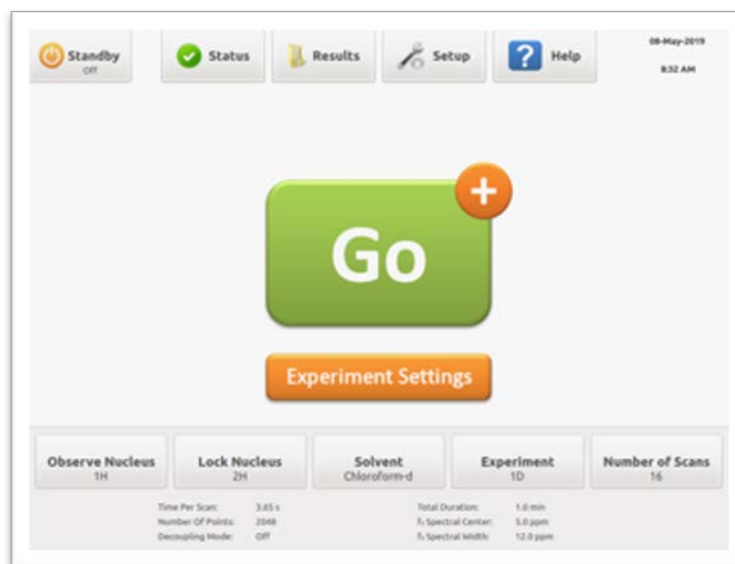 Standby
Off
Status
Results
Setup
? Help
08-May-2019
8:32 AM
+
Go
Experiment Settings
Observe Nucleus
1H
Lock Nucleus
2H
Solvent
Chloroform-d
Experiment
1D
Number of Scans
16
Time Per Scan: 3.65 s
Number Of Points: 2048
Decoupling Mode: Off
Total Duration: 1.0 min
f₁ Spectral Center: 5.0 ppm
f₁ Spectral Width: 12.0 ppm